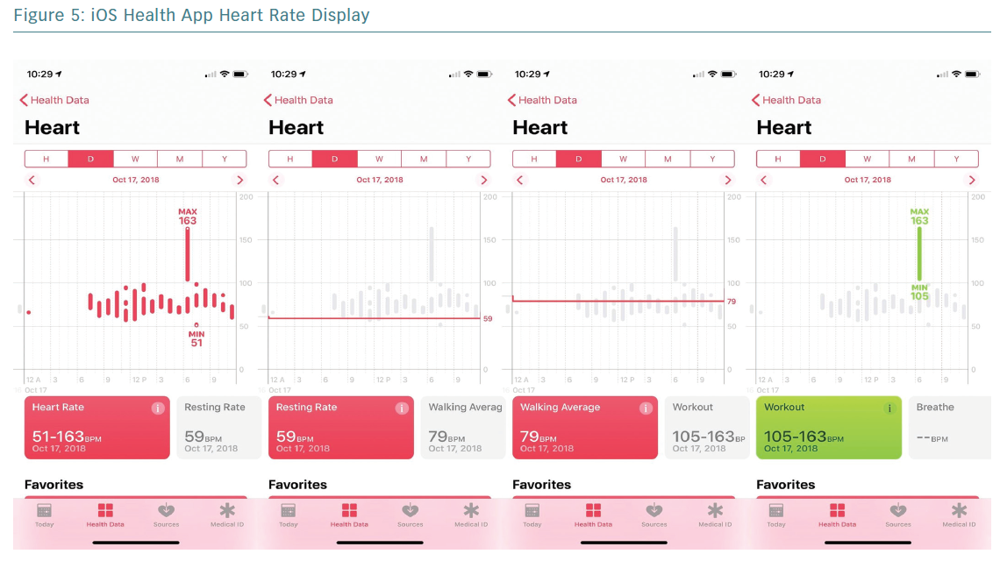 Figure 5: iOS Health App Heart Rate Display
10:29
Health Data
Heart
H D W M Y
Oct 17, 2018
200
MAX
163
150
100
50
MIN
51
0
12 A 3 6 9 12 P 3 6 9
Oct 17
Heart Rate
51-163BPM
Oct 17, 2018
Resting Rate
59BPM
Oct 17, 2018
Favorites
Today Health Data Sources Medical ID
10:29
Health Data
Heart
H D W M Y
Oct 17, 2018
200
150
100
59
50
0
12 A 3 6 9 12 P 3 6 9
Oct 17
Resting Rate
59BPM
Oct 17, 2018
Walking Averag
79BPM
Oct 17, 2018
Favorites
Today Health Data Sources Medical ID
10:29
Health Data
Heart
H D W M Y
Oct 17, 2018
200
150
100
79
50
0
12 A 3 6 9 12 P 3 6 9
Oct 17
Walking Average
79BPM
Oct 17, 2018
Workout
105-163BP
Oct 17, 2018
Favorites
Today Health Data Sources Medical ID
10:29
Health Data
Heart
H D W M Y
Oct 17, 2018
200
MAX
163
150
100
MIN
105
50
0
12 A 3 6 9 12 P 3 6 9
Oct 17
Workout
105-163BPM
Oct 17, 2018
Breathe
--BPM
Favorites
Today Health Data Sources Medical ID